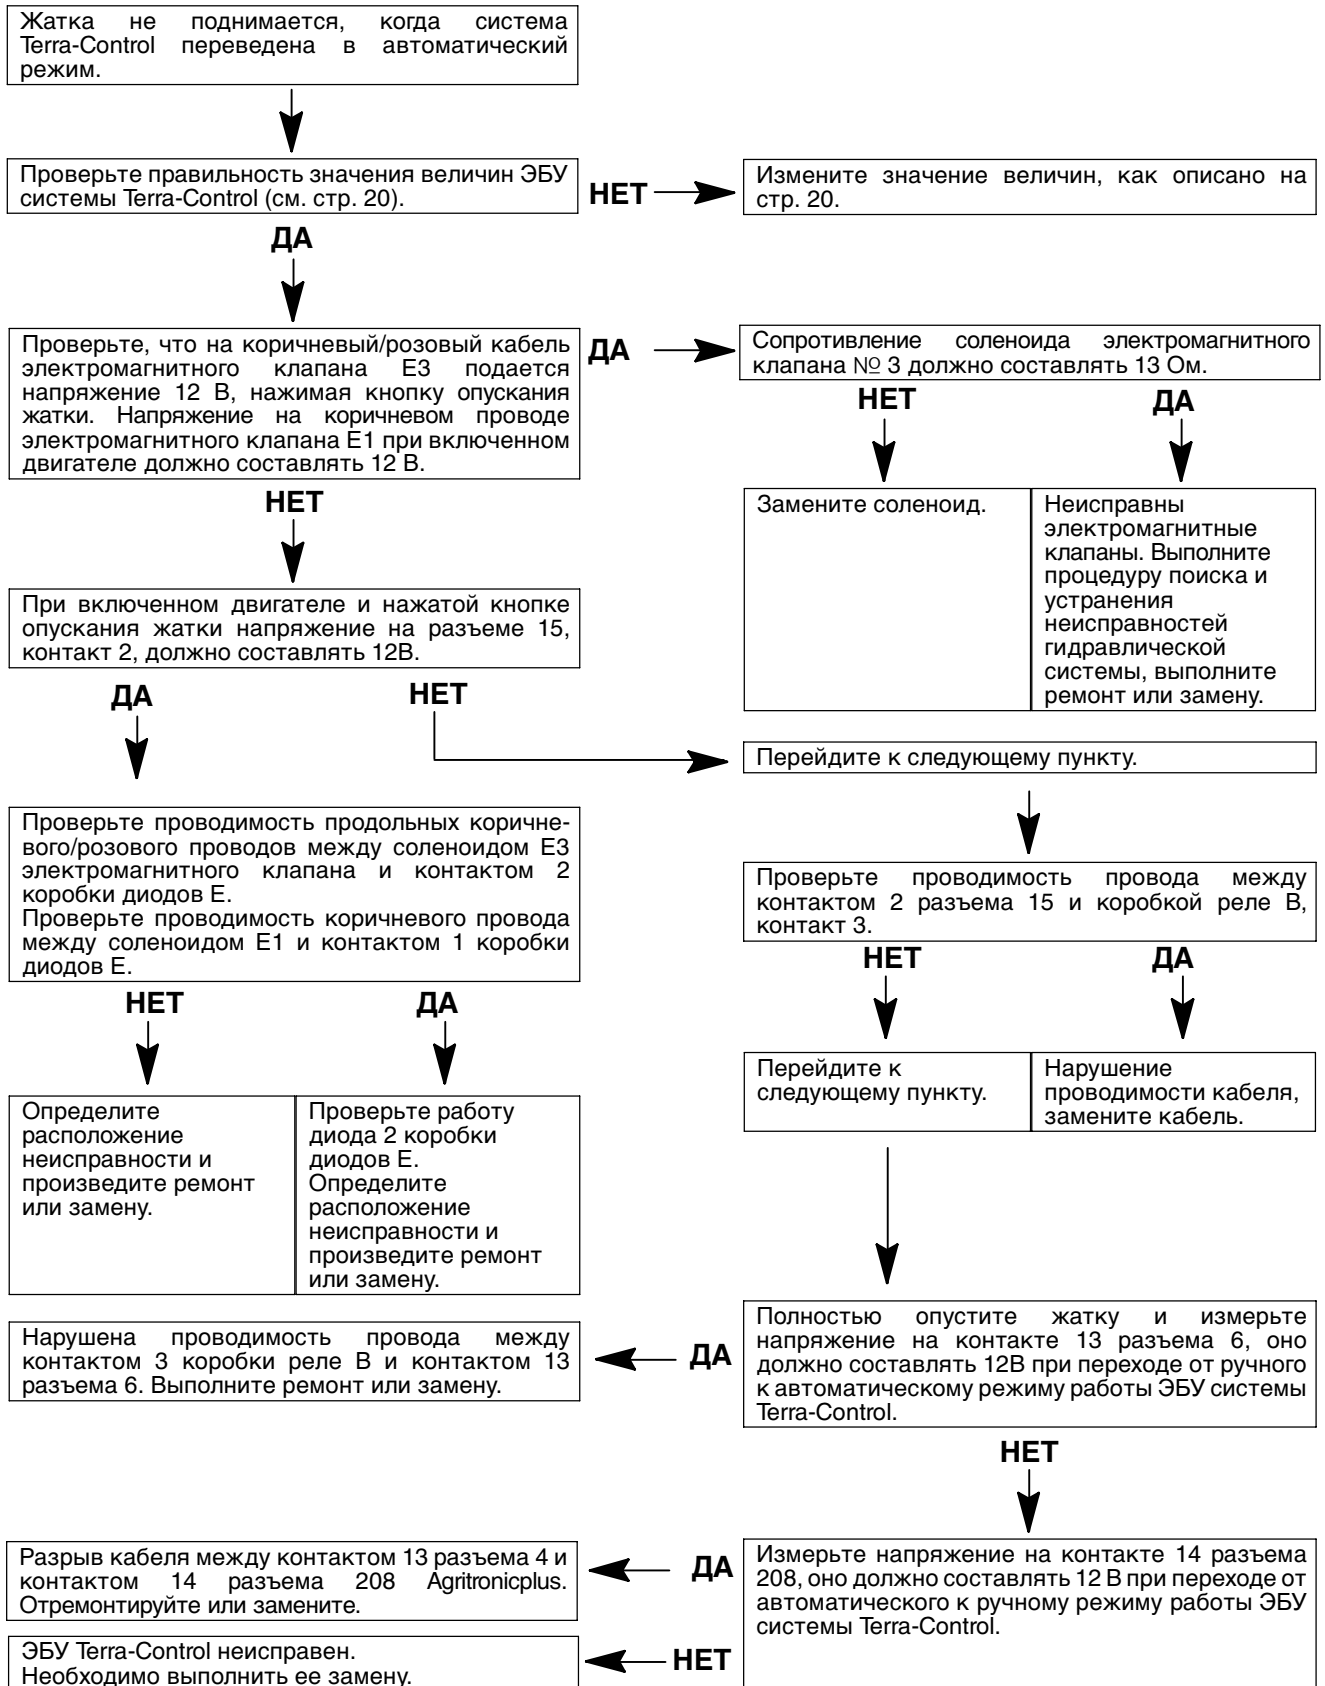 Жатка не поднимается, когда система
Terra-Control переведена в автоматический
режим.
Проверьте правильность значения величин ЭБУ
системы Terra-Control (см. стр. 20).
НЕТ
Измените значение величин, как описано на
стр. 20.
ДА
Проверьте, что на коричневый/розовый кабель
электромагнитного клапана Е3 подается
напряжение 12 В, нажимая кнопку опускания
жатки. Напряжение на коричневом проводе
электромагнитного клапана Е1 при включенном
двигателе должно составлять 12 В.
ДА
Сопротивление соленоида электромагнитного
клапана № 3 должно составлять 13 Ом.
НЕТ
ДА
Замените соленоид.
Неисправны
электромагнитные
клапаны. Выполните
процедуру поиска и
устранения
неисправностей
гидравлической
системы, выполните
ремонт или замену.
НЕТ
При включенном двигателе и нажатой кнопке
опускания жатки напряжение на разъеме 15,
контакт 2, должно составлять 12В.
ДА
НЕТ
Перейдите к следующему пункту.
Проверьте проводимость продольных коричне-
вого/розового проводов между соленоидом Е3
электромагнитного клапана и контактом 2
коробки диодов Е.
Проверьте проводимость коричневого провода
между соленоидом Е1 и контактом 1 коробки
диодов Е.
Проверьте проводимость провода между
контактом 2 разъема 15 и коробкой реле В,
контакт 3.
НЕТ
ДА
НЕТ
ДА
Определите
расположение
неисправности и
произведите ремонт
или замену.
Проверьте работу
диода 2 коробки
диодов Е.
Определите
расположение
неисправности и
произведите ремонт
или замену.
Перейдите к
следующему пункту.
Нарушение
проводимости кабеля,
замените кабель.
Полностью опустите жатку и измерьте
напряжение на контакте 13 разъема 6, оно
должно составлять 12В при переходе от ручного
к автоматическому режиму работы ЭБУ системы
Terra-Control.
ДА
Нарушена проводимость провода между
контактом 3 коробки реле В и контактом 13
разъема 6. Выполните ремонт или замену.
НЕТ
Измерьте напряжение на контакте 14 разъема
208, оно должно составлять 12 В при переходе от
автоматического к ручному режиму работы ЭБУ
системы Terra-Control.
ДА
Разрыв кабеля между контактом 13 разъема 4 и
контактом 14 разъема 208 Agritronicplus.
Отремонтируйте или замените.
НЕТ
ЭБУ Terra-Control неисправен.
Необходимо выполнить ее замену.